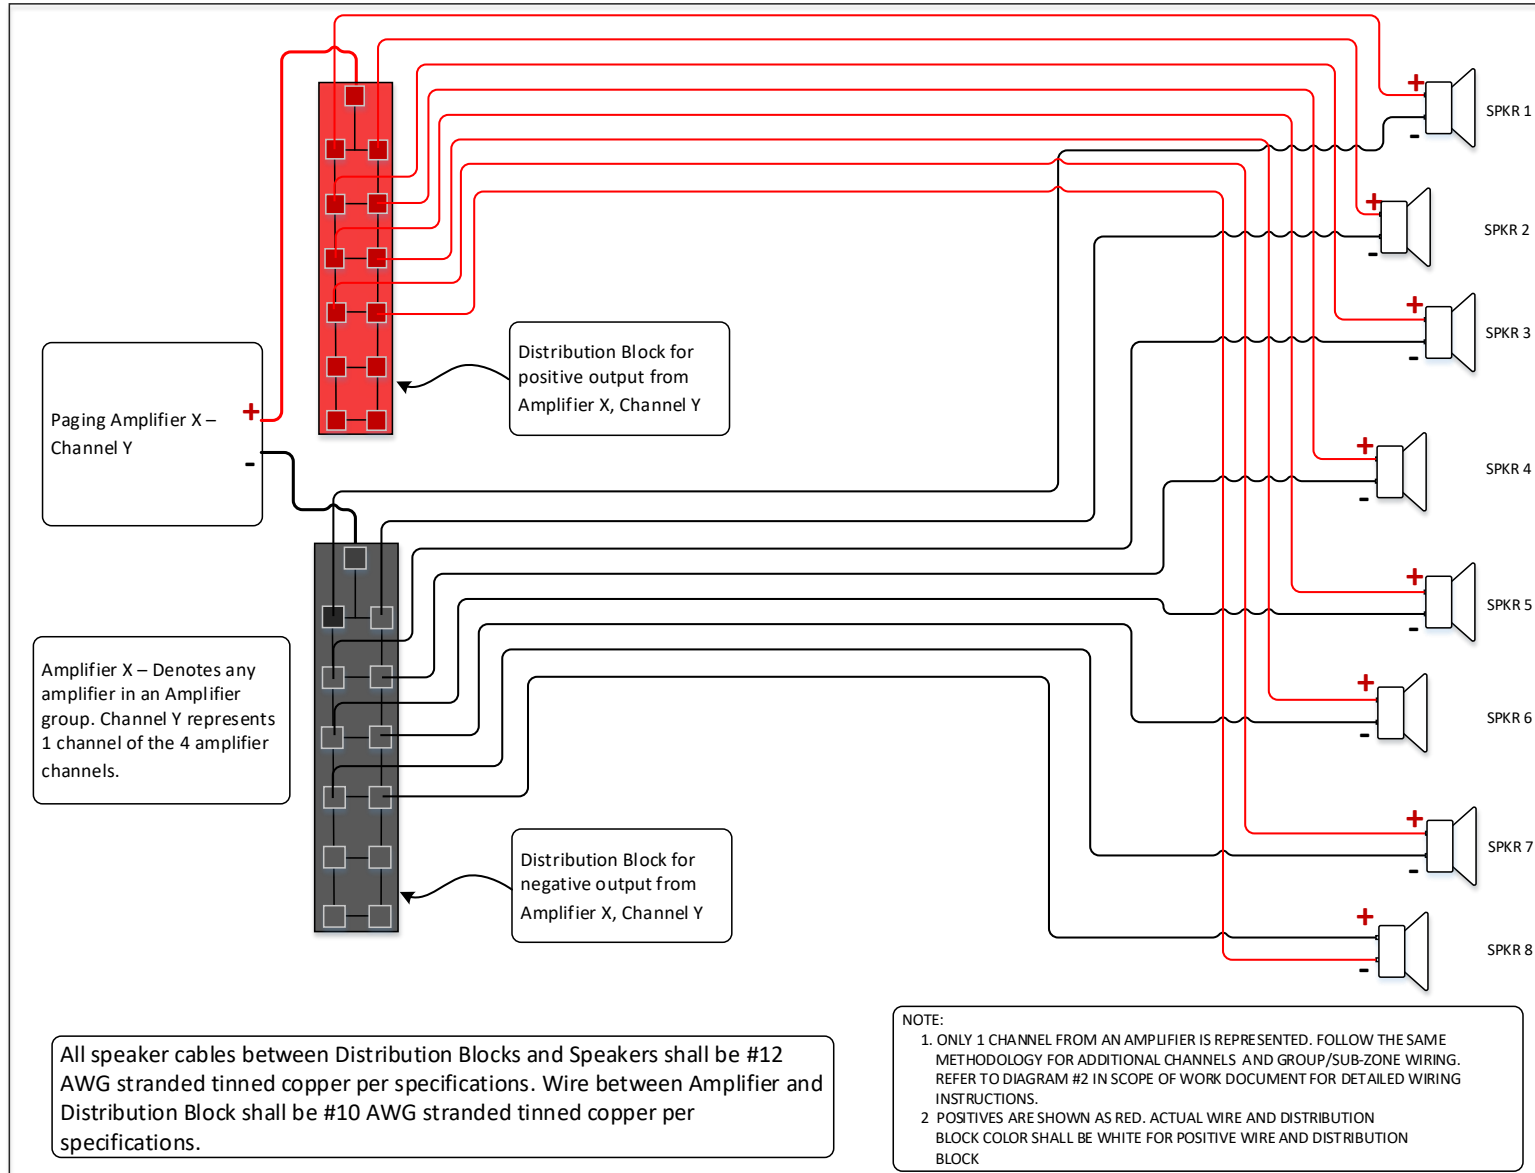 +
SPKR 1
-
+
SPKR 2
-
+
SPKR 3
-
Distribution Block for
positive output from
Amplifier X, Channel Y
Paging Amplifier X –
Channel Y
+
-
+
SPKR 4
-
+
SPKR 5
-
Amplifier X – Denotes any
amplifier in an Amplifier
group. Channel Y represents
1 channel of the 4 amplifier
channels.
+
SPKR 6
-
+
SPKR 7
-
Distribution Block for
negative output from
Amplifier X, Channel Y
+
SPKR 8
-
All speaker cables between Distribution Blocks and Speakers shall be #12
AWG stranded tinned copper per specifications. Wire between Amplifier and
Distribution Block shall be #10 AWG stranded tinned copper per
specifications.
NOTE:
1. ONLY 1 CHANNEL FROM AN AMPLIFIER IS REPRESENTED. FOLLOW THE SAME
METHODOLOGY FOR ADDITIONAL CHANNELS AND GROUP/SUB-ZONE WIRING.
REFER TO DIAGRAM #2 IN SCOPE OF WORK DOCUMENT FOR DETAILED WIRING
INSTRUCTIONS.
2 POSITIVES ARE SHOWN AS RED. ACTUAL WIRE AND DISTRIBUTION
BLOCK COLOR SHALL BE WHITE FOR POSITIVE WIRE AND DISTRIBUTION
BLOCK